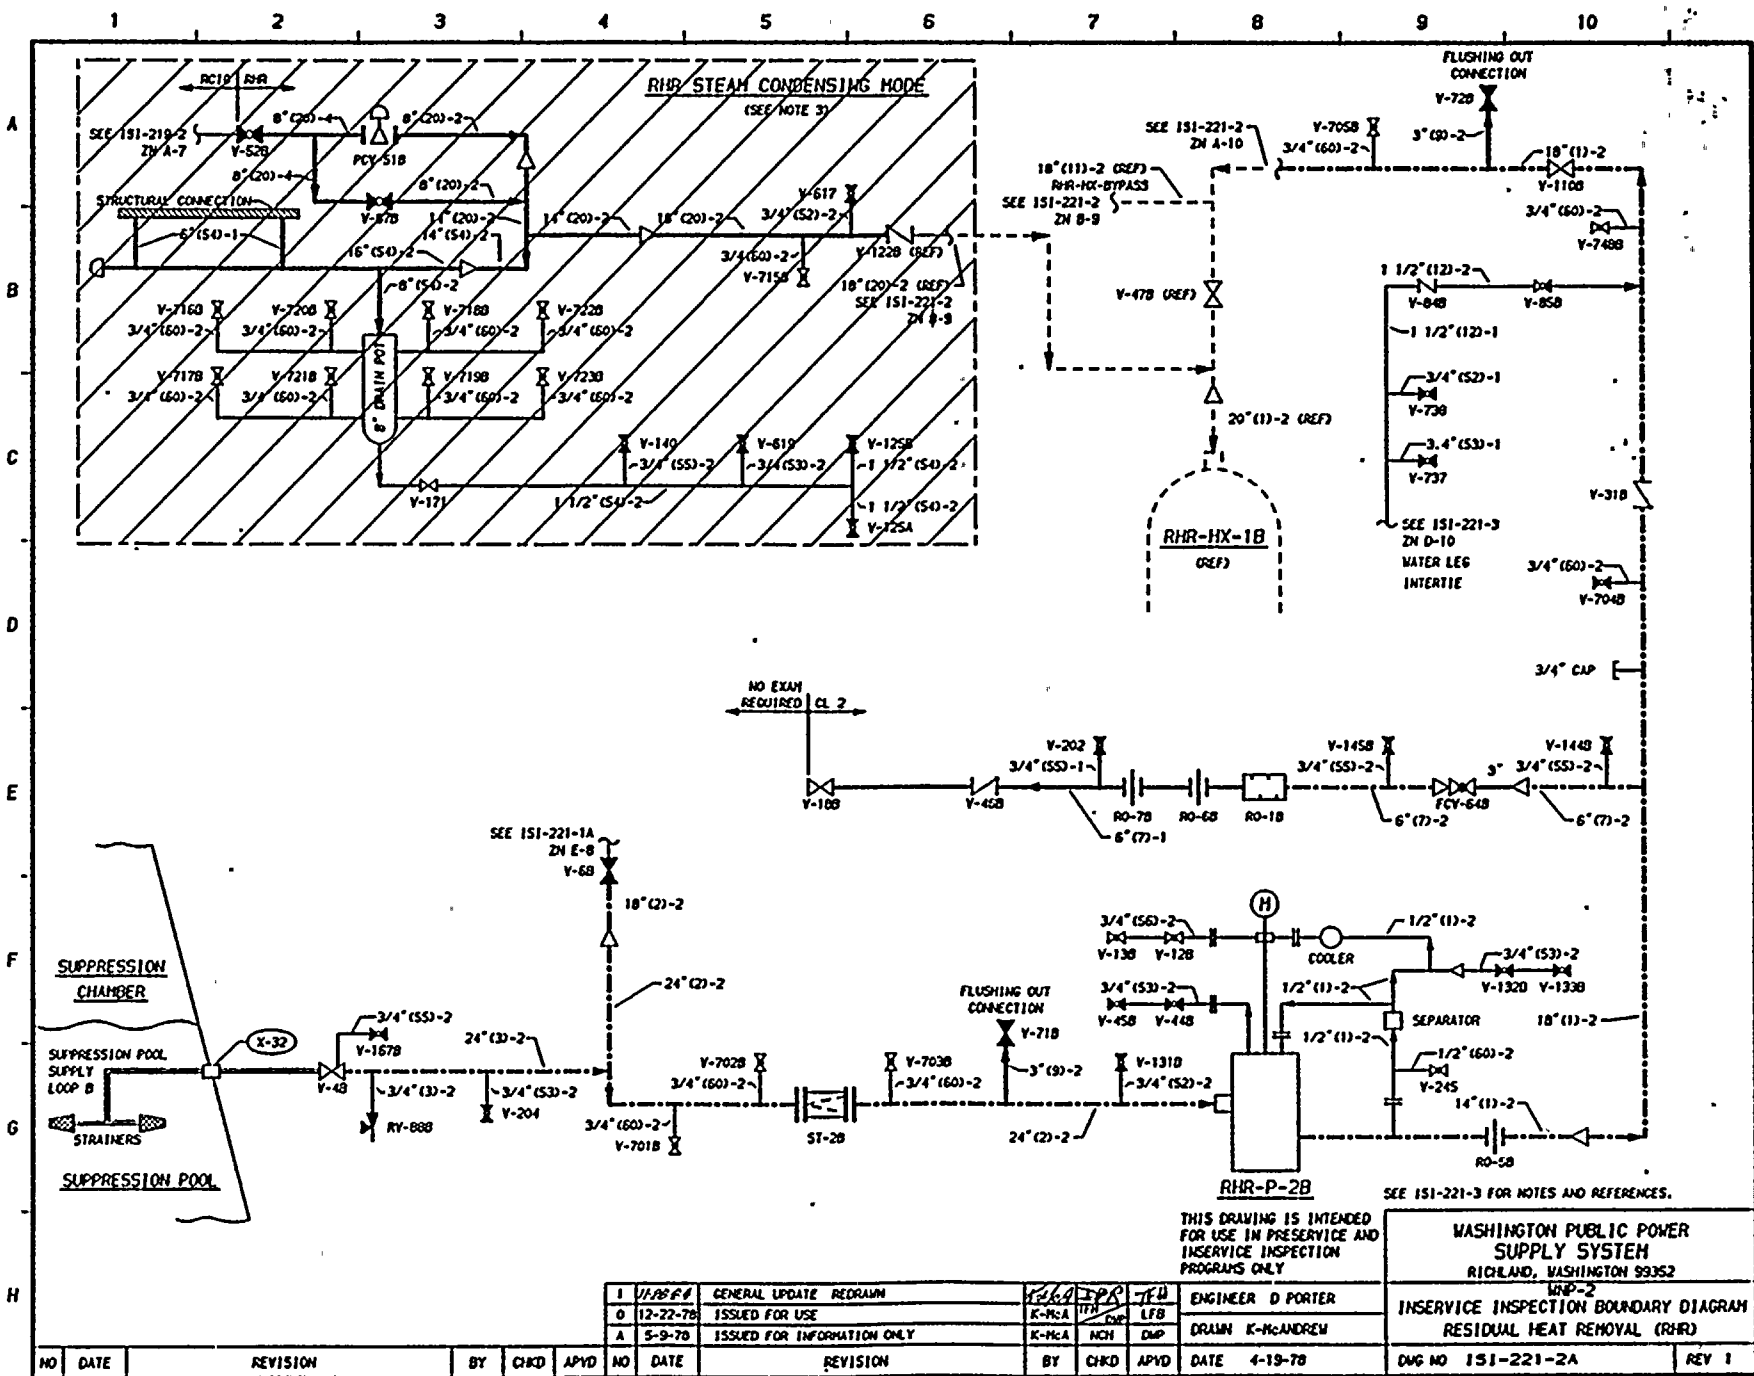 1 2 3 4 5 6 7 8 9 10
A
B
C
D
E
F
G
H
RHR STEAM CONDENSING MODE
(SEE NOTE 3)
RCIC RHR
SEE ISI-219-2
ZN A-7
V-52B
8"(20)-4
PCV-51B
8"(20)-2
8"(20)-4
V-87B
8"(20)-2
STRUCTURAL CONNECTION
6"(54)-1
14"(20)-2
14"(54)-2
16"(54)-2
8"(54)-2
14"(20)-2
18"(20)-2
V-617
3/4"(52)-2
3/4(60)-2
V-715B
V-122B (REF)
18"(20)-2 (REF)
SEE ISI-221-2
ZN B-9
V-716B
3/4"(60)-2
V-720B
3/4"(60)-2
V-718B
3/4"(60)-2
V-722B
3/4"(60)-2
V-717B
3/4"(60)-2
V-721B
3/4"(60)-2
V-719B
3/4"(60)-2
V-723B
3/4"(60)-2
8" DRAIN POT
V-171
1 1/2"(54)-2
V-140
3/4"(55)-2
V-619
3/4(53)-2
V-125B
1 1/2"(54)-2
1 1/2"(54)-2
V-125A
18"(11)-2 (REF)
RHR-HX-BYPASS
SEE ISI-221-2
ZN B-9
SEE ISI-221-2
ZN A-10
V-47B (REF)
20"(1)-2 (REF)
RHR-HX-1B
(REF)
FLUSHING OUT
CONNECTION
V-72B
3"(9)-2
V-705B
3/4"(60)-2
18"(1)-2
V-110B
3/4"(60)-2
V-748B
1 1/2"(12)-2
V-84B
V-85B
1 1/2"(12)-1
3/4"(52)-1
V-738
3.4"(53)-1
V-737
SEE ISI-221-3
ZN D-10
WATER LEG
INTERTIE
V-31B
3/4"(60)-2
V-704B
3/4" CAP
NO EXAM
REQUIRED CL 2
V-18B
V-46B
V-202
3/4"(55)-1
RO-7B
RO-6B
RO-1B
6"(7)-1
V-145B
3/4"(55)-2
6"(7)-2
FCV-64B
3"
V-144B
3/4"(55)-2
6"(7)-2
SEE ISI-221-1A
ZN E-8
V-6B
18"(2)-2
24"(2)-2
SUPPRESSION
CHAMBER
SUPPRESSION POOL
SUPPLY
LOOP B
STRAINERS
SUPPRESSION POOL
X-32
V-4B
3/4"(55)-2
V-167B
3/4"(3)-2
RV-88B
24"(3)-2
3/4"(53)-2
V-204
3/4"(60)-2
V-701B
V-702B
3/4"(60)-2
ST-2B
V-703B
3/4"(60)-2
FLUSHING OUT
CONNECTION
V-71B
3"(9)-2
24"(2)-2
V-131B
3/4"(52)-2
RHR-P-2B
M
3/4"(56)-2
V-13B V-12B
COOLER
1/2"(1)-2
3/4"(53)-2
V-45B V-44B
3/4"(53)-2
V-132B V-133B
1/2"(1)-2
1/2"(1)-2
SEPARATOR
1/2"(60)-2
V-245
14"(1)-2
RO-5B
18"(1)-2
SEE ISI-221-3 FOR NOTES AND REFERENCES.
THIS DRAWING IS INTENDED
FOR USE IN PRESERVICE AND
INSERVICE INSPECTION
PROGRAMS ONLY
WASHINGTON PUBLIC POWER
SUPPLY SYSTEM
RICHLAND, WASHINGTON 99352
WNP-2
INSERVICE INSPECTION BOUNDARY DIAGRAM
RESIDUAL HEAT REMOVAL (RHR)
DWG NO ISI-221-2A REV 1
ENGINEER D PORTER
DRAWN K-McANDREW
DATE 4-19-78
1 GENERAL UPDATE REDRAWN
0 12-22-78 ISSUED FOR USE K-McA TFH DWP LFB
A 5-9-78 ISSUED FOR INFORMATION ONLY K-McA NCH DWP
NO DATE REVISION BY CHKD APVD NO DATE REVISION BY CHKD APVD